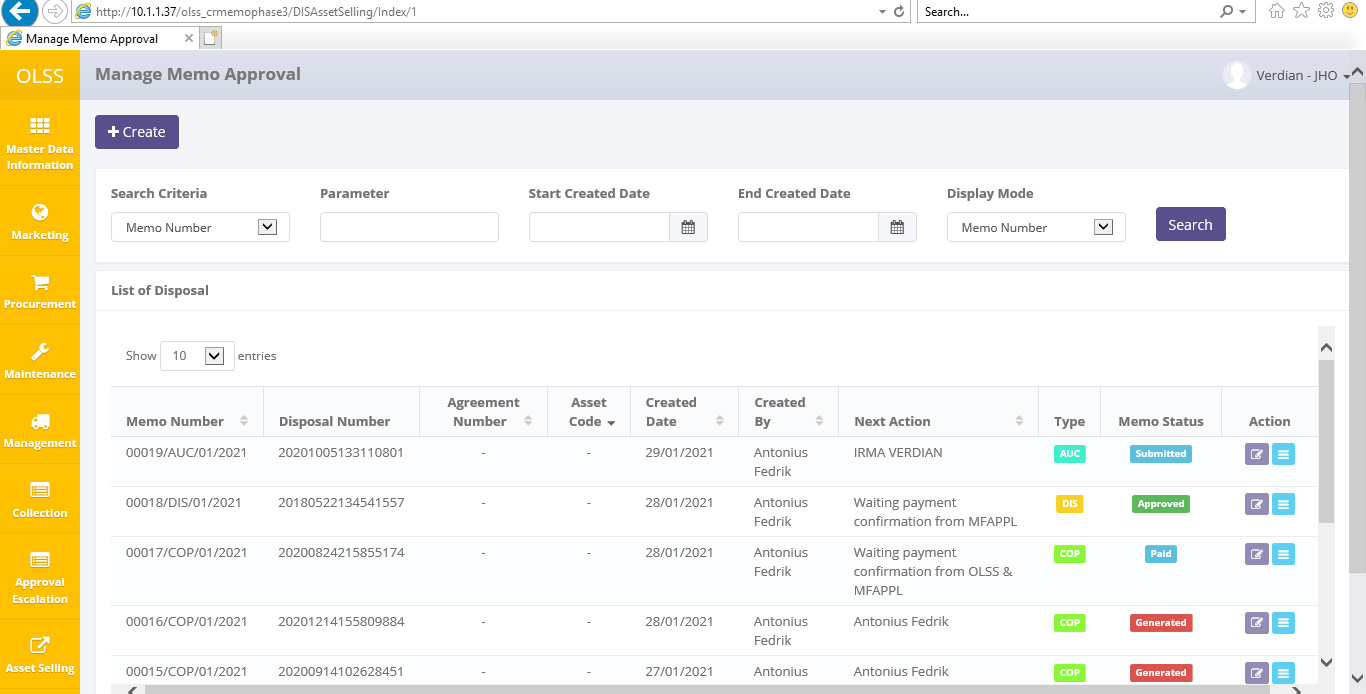 http://10.1.1.37/olss_crmemophase3/DISAssetSelling/Index/1
Search...
Manage Memo Approval
OLSS
Manage Memo Approval
Verdian - JHO
Master Data
Information
Marketing
Procurement
Maintenance
Management
Collection
Approval
Escalation
Asset Selling
Create
Search Criteria
Parameter
Start Created Date
End Created Date
Display Mode
Memo Number
Memo Number
Search
List of Disposal
Show 10 entries
Memo Number
Disposal Number
Agreement
Number
Asset
Code
Created
Date
Created
By
Next Action
Type
Memo Status
Action
00019/AUC/01/2021 20201005133110801 - - 29/01/2021 Antonius IRMA VERDIAN AUC Submitted
Fedrik
00018/DIS/01/2021 20180522134541557 - - 28/01/2021 Antonius Waiting payment DIS Approved
Fedrik confirmation from MFAPPL
00017/COP/01/2021 20200824215855174 - - 28/01/2021 Antonius Waiting payment COP Paid
Fedrik confirmation from OLSS &
MFAPPL
00016/COP/01/2021 20201214155809884 - - 28/01/2021 Antonius Antonius Fedrik COP Generated
Fedrik
00015/COP/01/2021 20200914102628451 - - 27/01/2021 Antonius Antonius Fedrik COP Generated